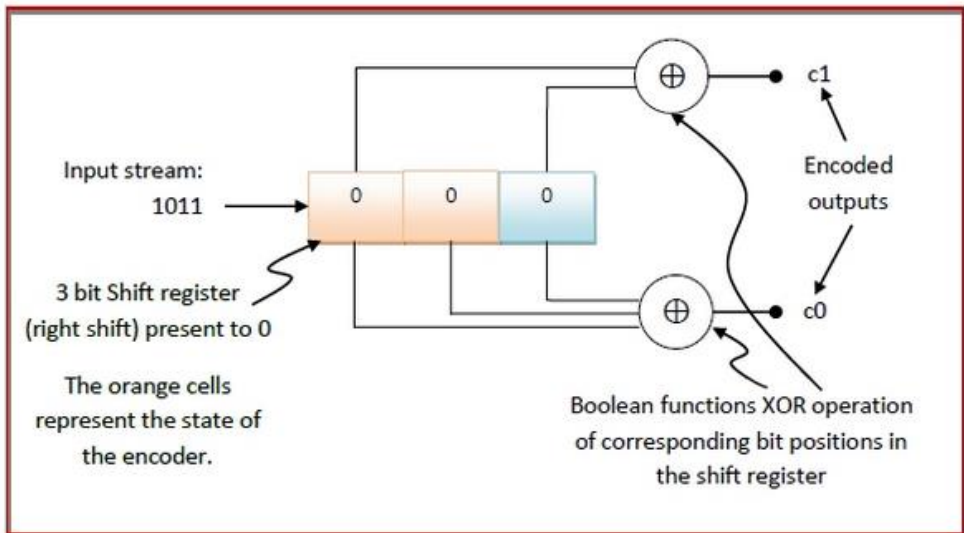 c1
Input stream:
1011
0 0 0
Encoded
outputs
3 bit Shift register
(right shift) present to 0
c0
The orange cells
represent the state of
the encoder.
Boolean functions XOR operation
of corresponding bit positions in
the shift register